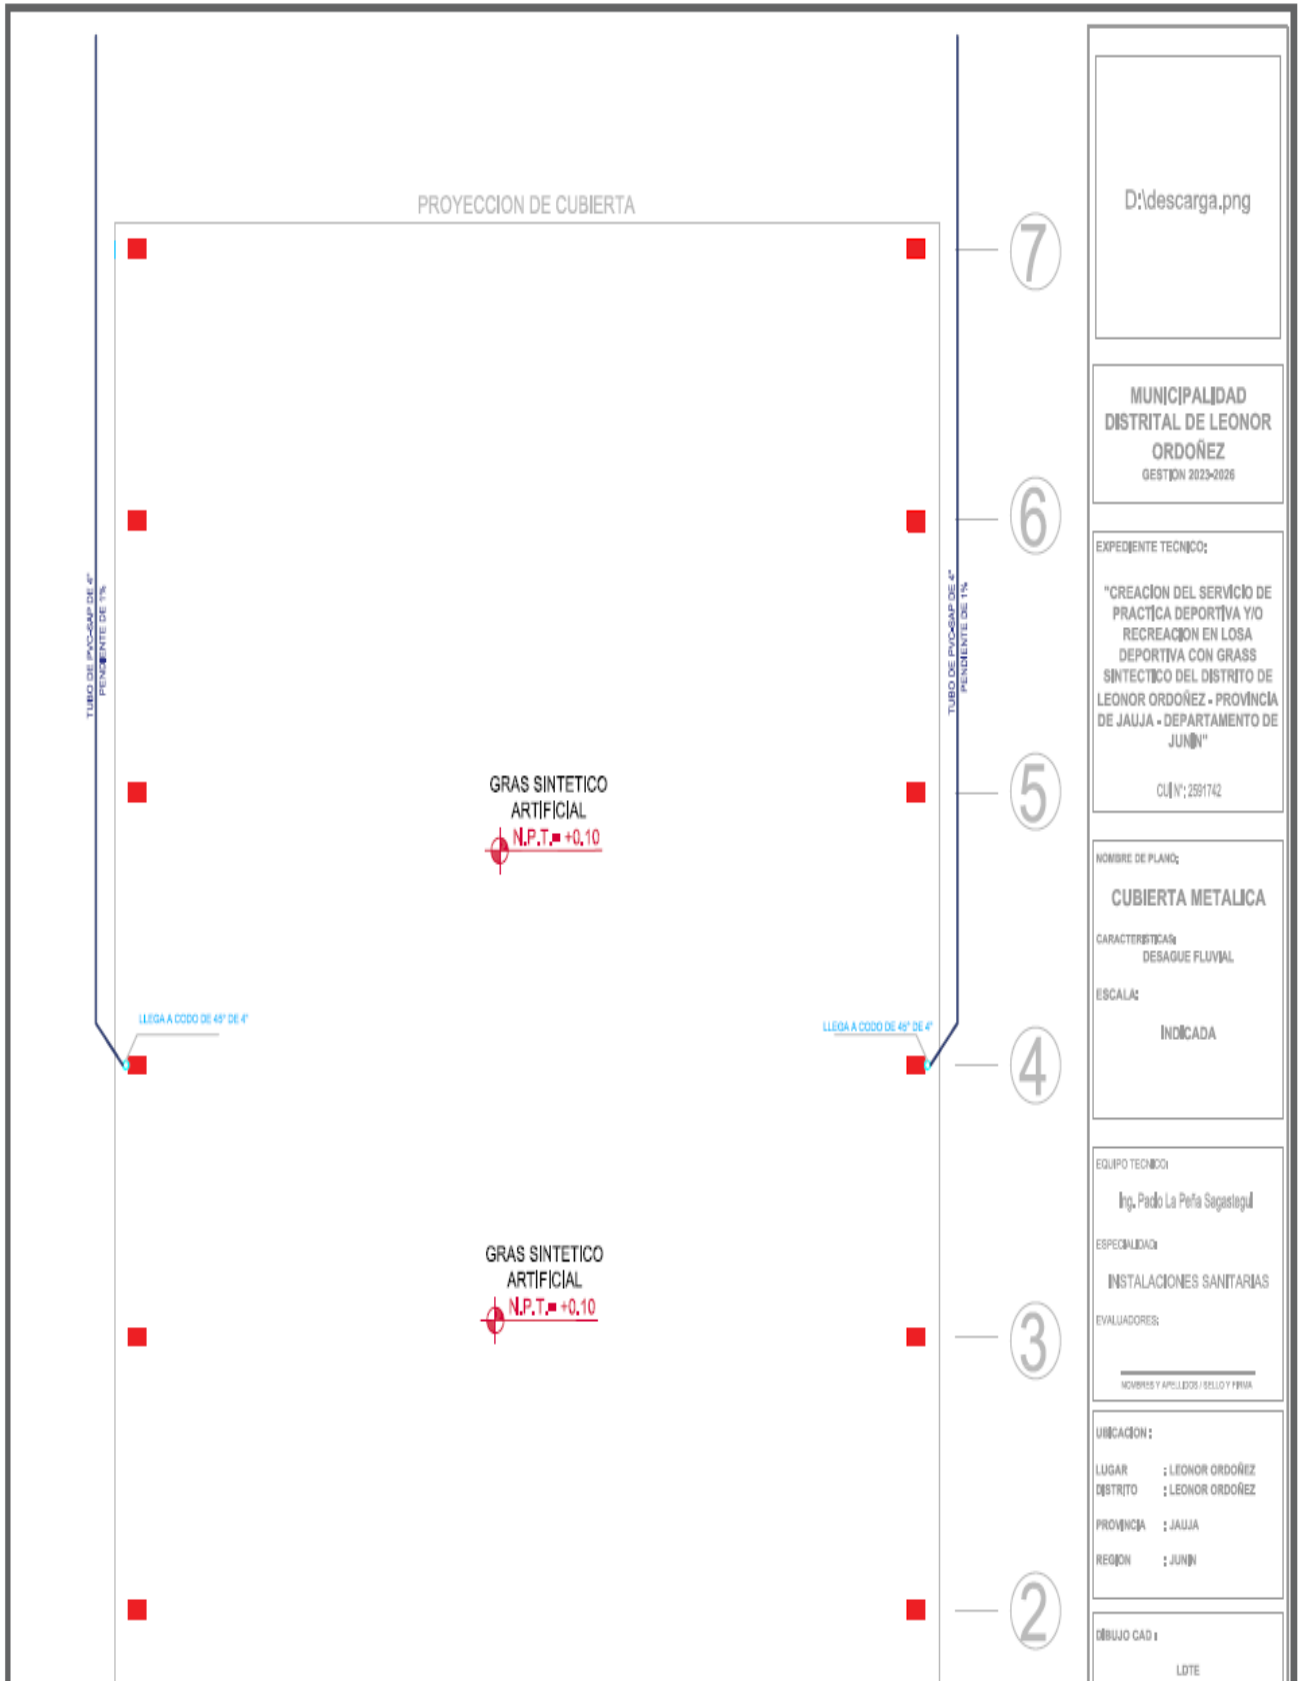 PROYECCION DE CUBIERTA
7
6
TUBO DE PVC-SAP DE 4"
PENDIENTE DE 1%
TUBO DE PVC-SAP DE 4"
PENDIENTE DE 1%
5
GRAS SINTETICO
ARTIFICIAL
N.P.T.= +0.10
LLEGA A CODO DE 45° DE 4"
LLEGA A CODO DE 45° DE 4"
4
GRAS SINTETICO
ARTIFICIAL
N.P.T.= +0.10
3
2
D:\descarga.png
MUNICIPALIDAD
DISTRITAL DE LEONOR
ORDOÑEZ
GESTION 2023-2026
EXPEDIENTE TECNICO:
"CREACION DEL SERVICIO DE
PRACTICA DEPORTIVA Y/O
RECREACION EN LOSA
DEPORTIVA CON GRASS
SINTECTICO DEL DISTRITO DE
LEONOR ORDOÑEZ - PROVINCIA
DE JAUJA - DEPARTAMENTO DE
JUNIN"
CUI N°: 2591742
NOMBRE DE PLANO:
CUBIERTA METALICA
CARACTERISTICAS:
DESAGUE FLUVIAL
ESCALA:
INDICADA
EQUIPO TECNICO:
Ing. Paolo La Peña Sagastegui
ESPECIALIDAD:
INSTALACIONES SANITARIAS
EVALUADORES:
NOMBRES Y APELLIDOS / SELLO Y FIRMA
UBICACION :
LUGAR : LEONOR ORDOÑEZ
DISTRITO : LEONOR ORDOÑEZ
PROVINCIA : JAUJA
REGION : JUNIN
DIBUJO CAD :
LDTE